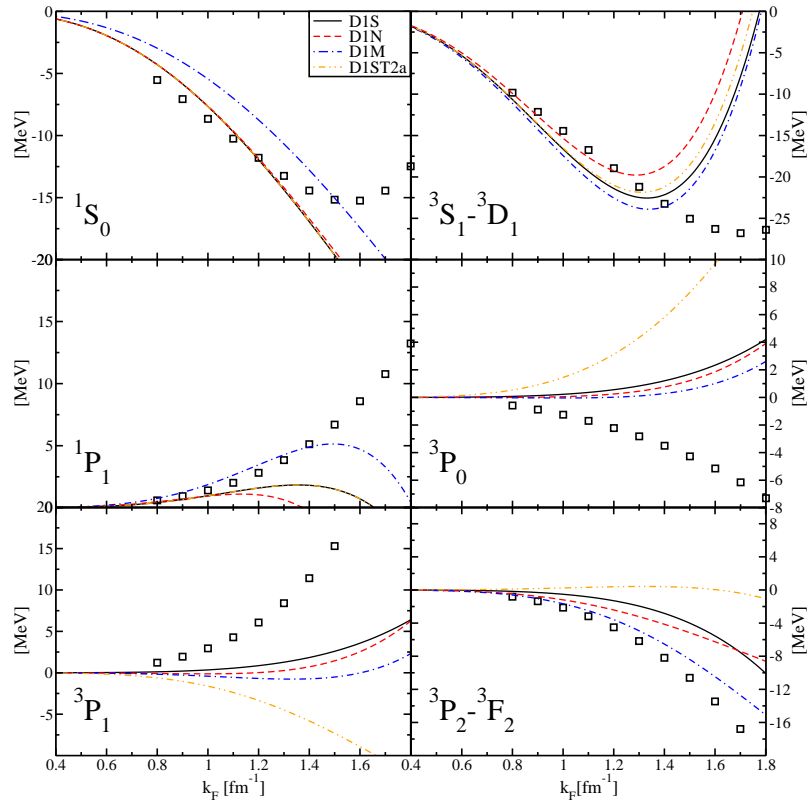 0
-5
-10
-15
-20
[MeV]
D1S
D1N
D1M
D1ST2a
¹S₀
0
-5
-10
-15
-20
-25
[MeV]
³S₁-³D₁
20
15
10
5
[MeV]
¹P₁
10
8
6
4
2
0
-2
-4
-6
-8
[MeV]
³P₀
20
15
10
5
0
-5
[MeV]
³P₁
8
4
0
-4
-8
-12
-16
[MeV]
³P₂-³F₂
0.4 0.6 0.8 1 1.2 1.4 1.6 0.4
k_F [fm⁻¹]
0.6 0.8 1 1.2 1.4 1.6 1.8
k_F [fm⁻¹]